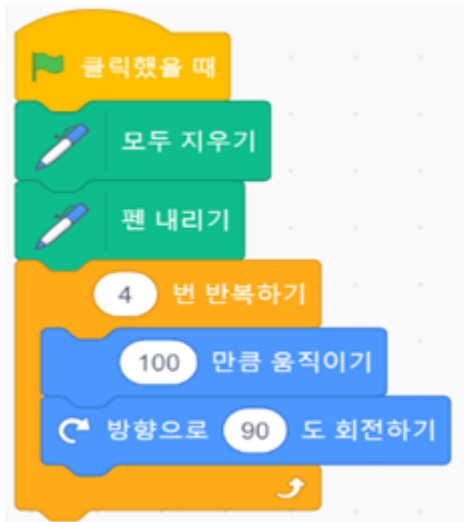 클릭했을 때
모두 지우기
펜 내리기
4 번 반복하기
100 만큼 움직이기
방향으로 90 도 회전하기